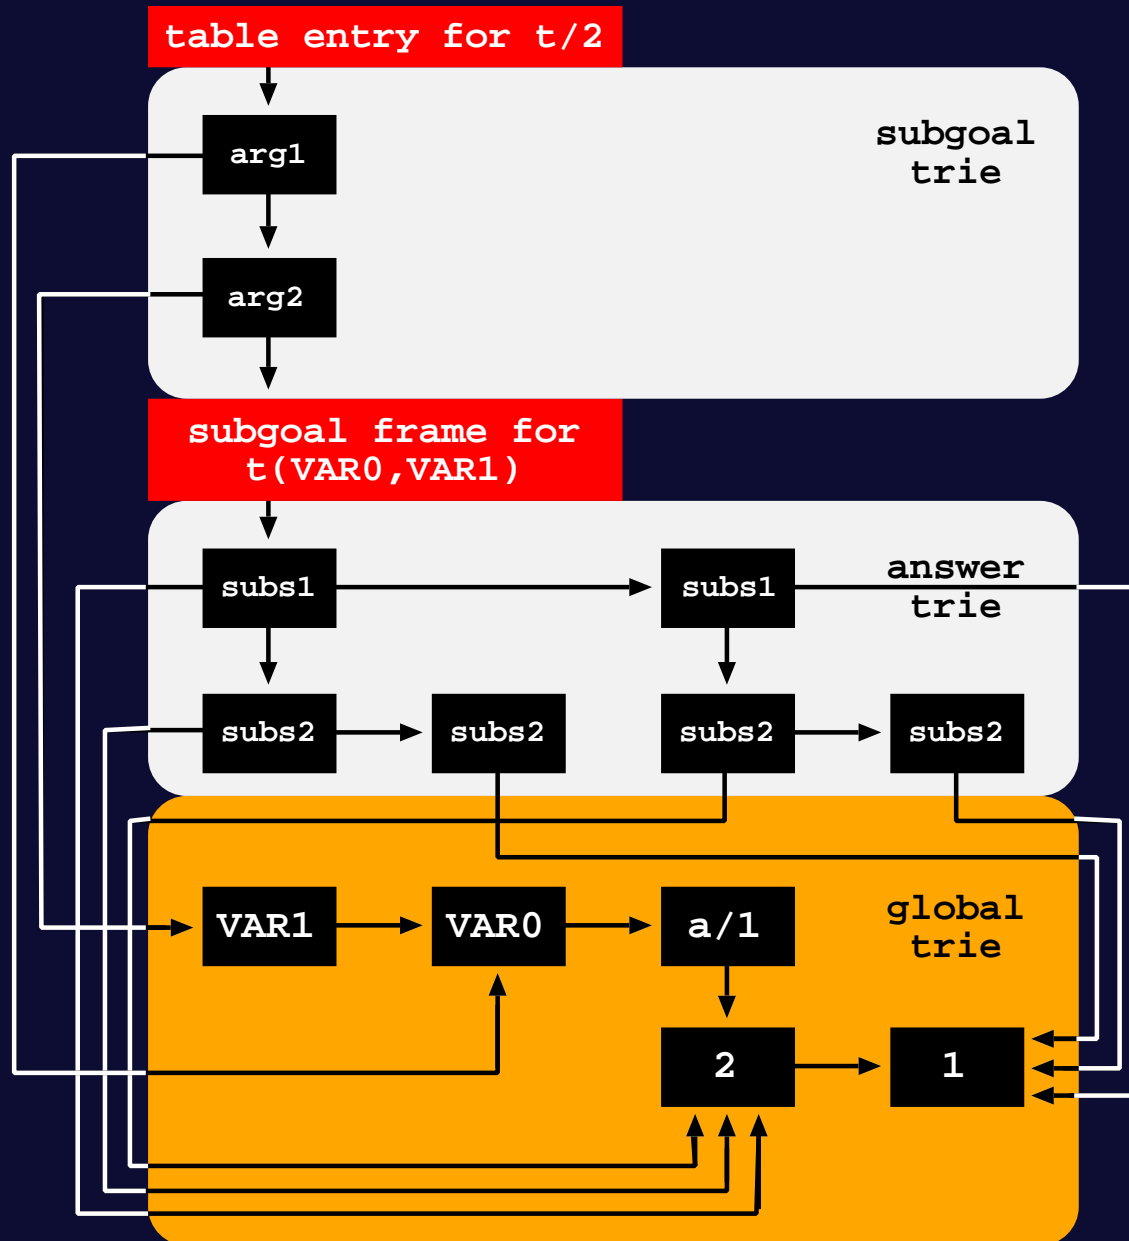 table entry for t/2
subgoal
trie
arg1
arg2
subgoal frame for
t(VAR0,VAR1)
answer
trie
subs1
subs1
subs2
subs2
subs2
subs2
global
trie
VAR1
VAR0
a/1
2
1